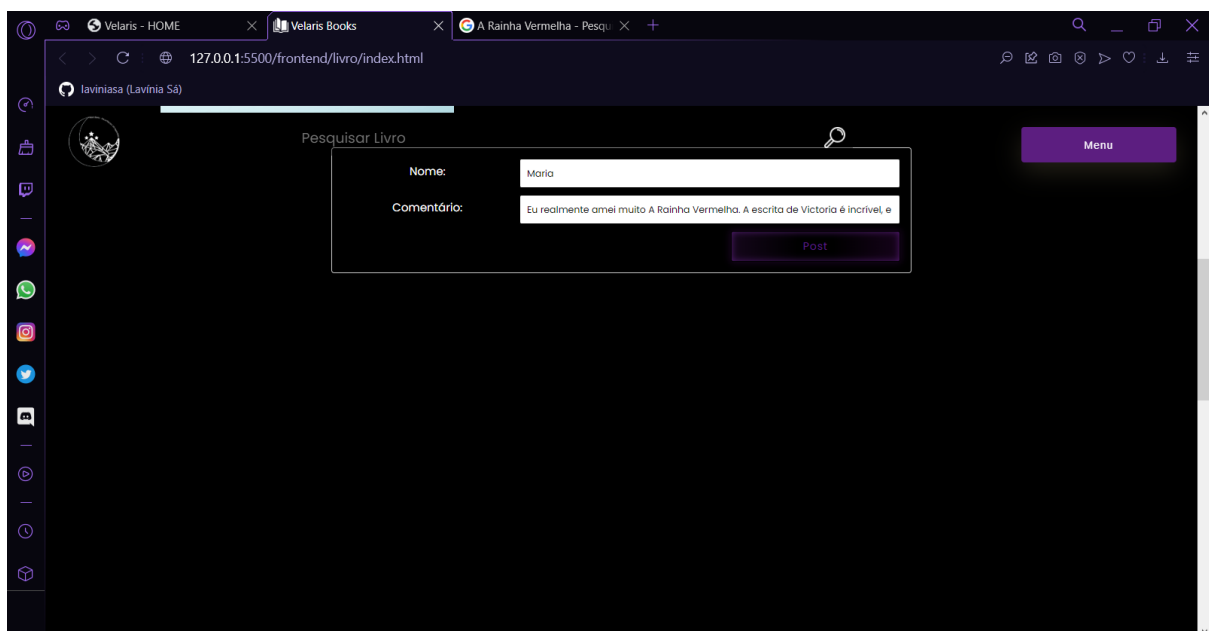 Velaris - HOME
Velaris Books
A Rainha Vermelha - Pesqu
127.0.0.1:5500/frontend/livro/index.html
laviniasa (Lavínia Sá)
Pesquisar Livro
Menu
Nome:
Maria
Comentário:
Eu realmente amei muito A Rainha Vermelha. A escrita de Victoria é incrível, e
Post